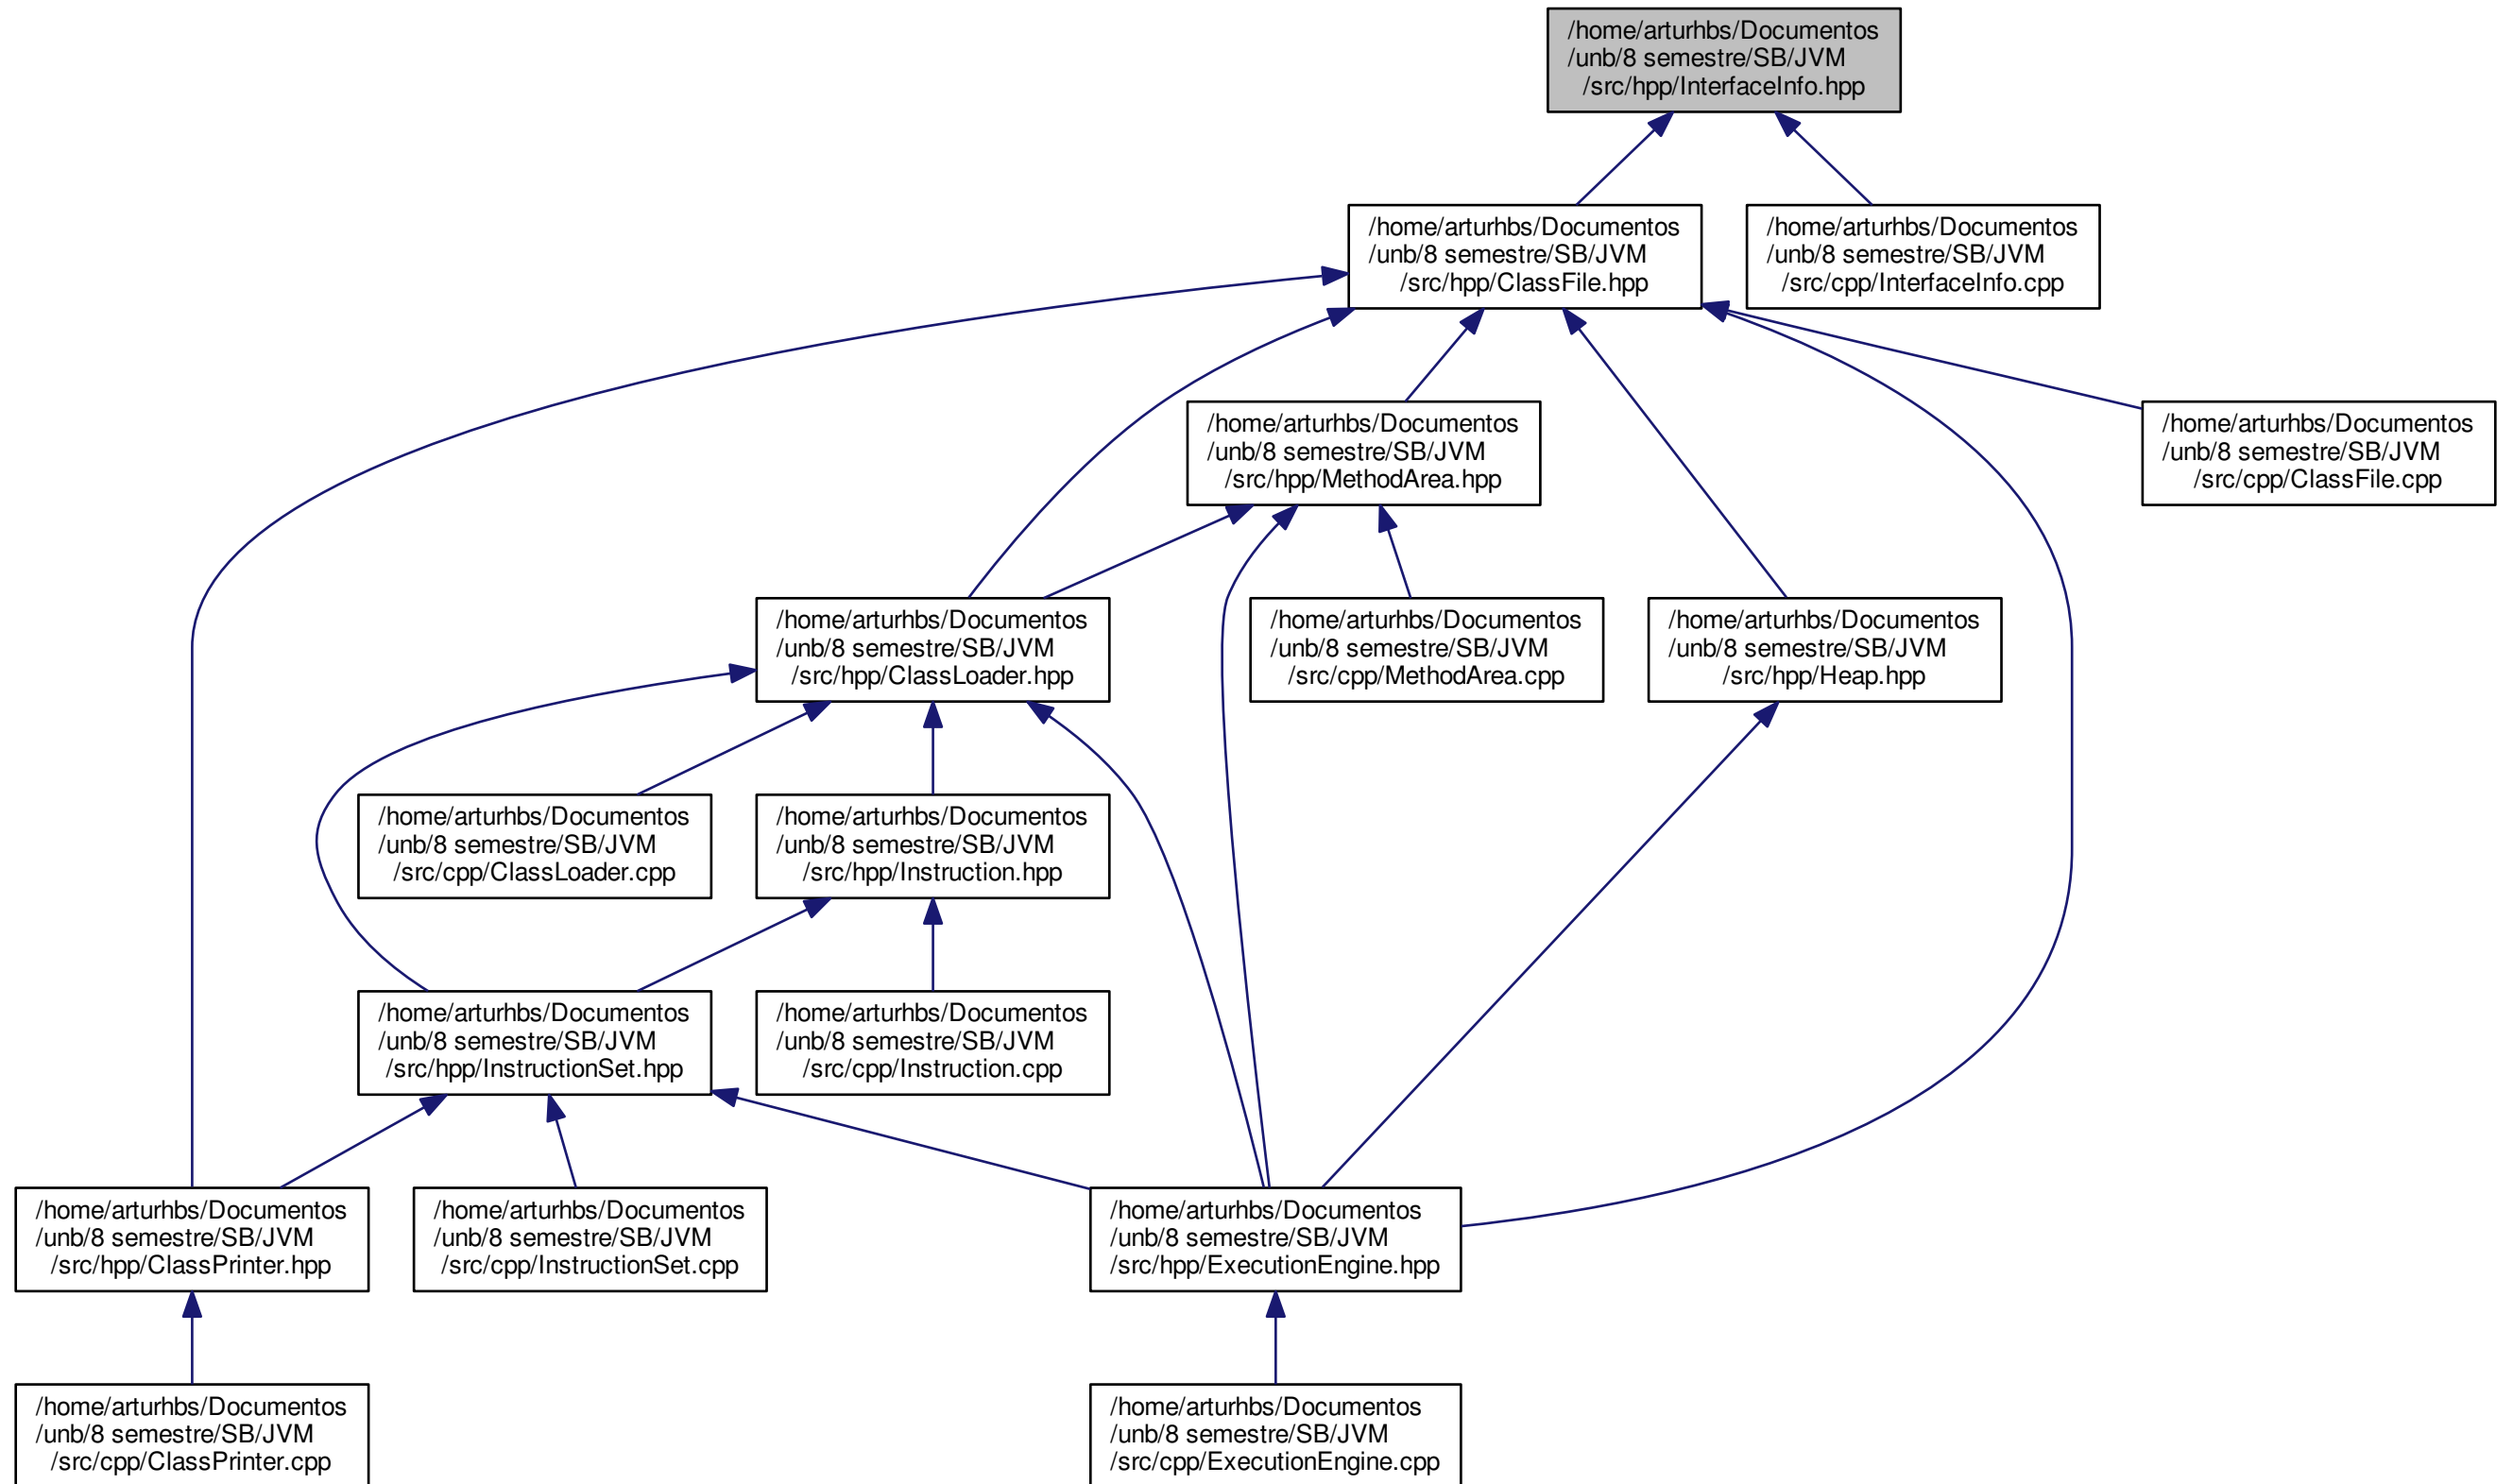 /home/arturhbs/Documentos
/unb/8 semestre/SB/JVM
/src/hpp/InterfaceInfo.hpp
/home/arturhbs/Documentos
/unb/8 semestre/SB/JVM
/src/hpp/ClassFile.hpp
/home/arturhbs/Documentos
/unb/8 semestre/SB/JVM
/src/cpp/InterfaceInfo.cpp
/home/arturhbs/Documentos
/unb/8 semestre/SB/JVM
/src/hpp/MethodArea.hpp
/home/arturhbs/Documentos
/unb/8 semestre/SB/JVM
/src/cpp/ClassFile.cpp
/home/arturhbs/Documentos
/unb/8 semestre/SB/JVM
/src/hpp/ClassLoader.hpp
/home/arturhbs/Documentos
/unb/8 semestre/SB/JVM
/src/cpp/MethodArea.cpp
/home/arturhbs/Documentos
/unb/8 semestre/SB/JVM
/src/hpp/Heap.hpp
/home/arturhbs/Documentos
/unb/8 semestre/SB/JVM
/src/cpp/ClassLoader.cpp
/home/arturhbs/Documentos
/unb/8 semestre/SB/JVM
/src/hpp/Instruction.hpp
/home/arturhbs/Documentos
/unb/8 semestre/SB/JVM
/src/hpp/InstructionSet.hpp
/home/arturhbs/Documentos
/unb/8 semestre/SB/JVM
/src/cpp/Instruction.cpp
/home/arturhbs/Documentos
/unb/8 semestre/SB/JVM
/src/hpp/ClassPrinter.hpp
/home/arturhbs/Documentos
/unb/8 semestre/SB/JVM
/src/cpp/InstructionSet.cpp
/home/arturhbs/Documentos
/unb/8 semestre/SB/JVM
/src/hpp/ExecutionEngine.hpp
/home/arturhbs/Documentos
/unb/8 semestre/SB/JVM
/src/cpp/ClassPrinter.cpp
/home/arturhbs/Documentos
/unb/8 semestre/SB/JVM
/src/cpp/ExecutionEngine.cpp